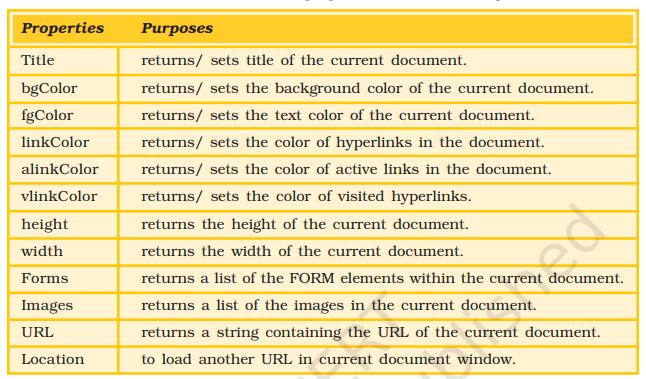 Properties Purposes
Title returns/ sets title of the current document.
bgColor returns/ sets the background color of the current document.
fgColor returns/ sets the text color of the current document.
linkColor returns/ sets the color of hyperlinks in the document.
alinkColor returns/ sets the color of active links in the document.
vlinkColor returns/ sets the color of visited hyperlinks.
height returns the height of the current document.
width returns the width of the current document.
Forms returns a list of the FORM elements within the current document.
Images returns a list of the images in the current document.
URL returns a string containing the URL of the current document.
Location to load another URL in current document window.